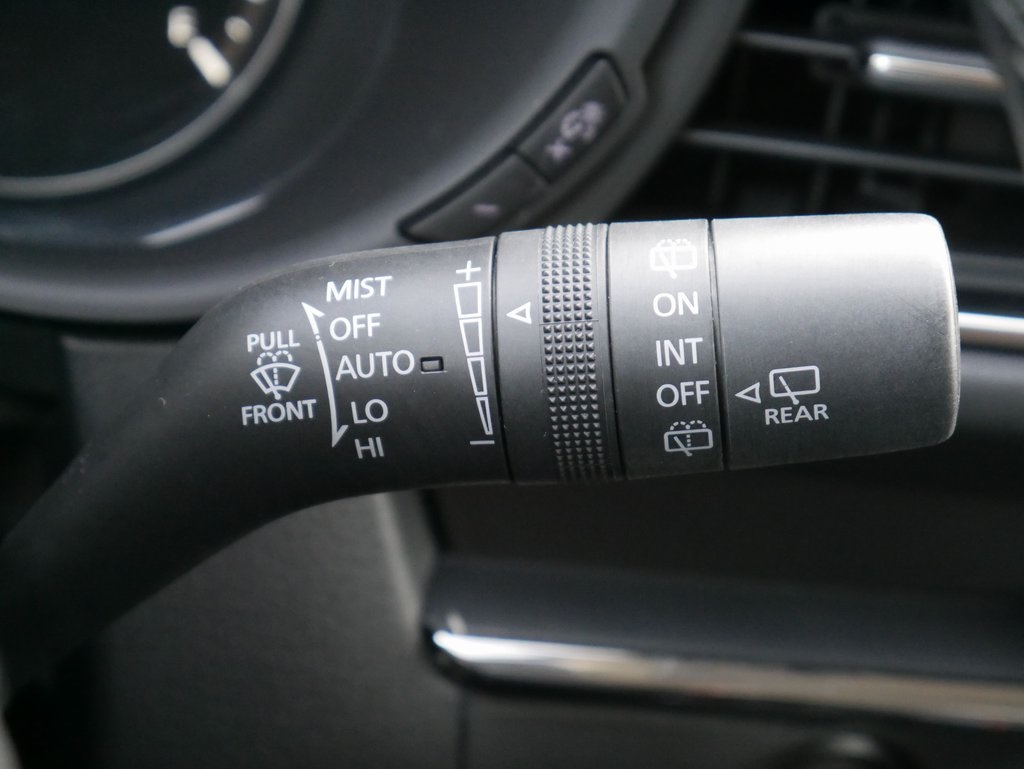 PULL
FRONT
MIST
OFF
AUTO
LO
HI
+
−
ON
INT
OFF
REAR